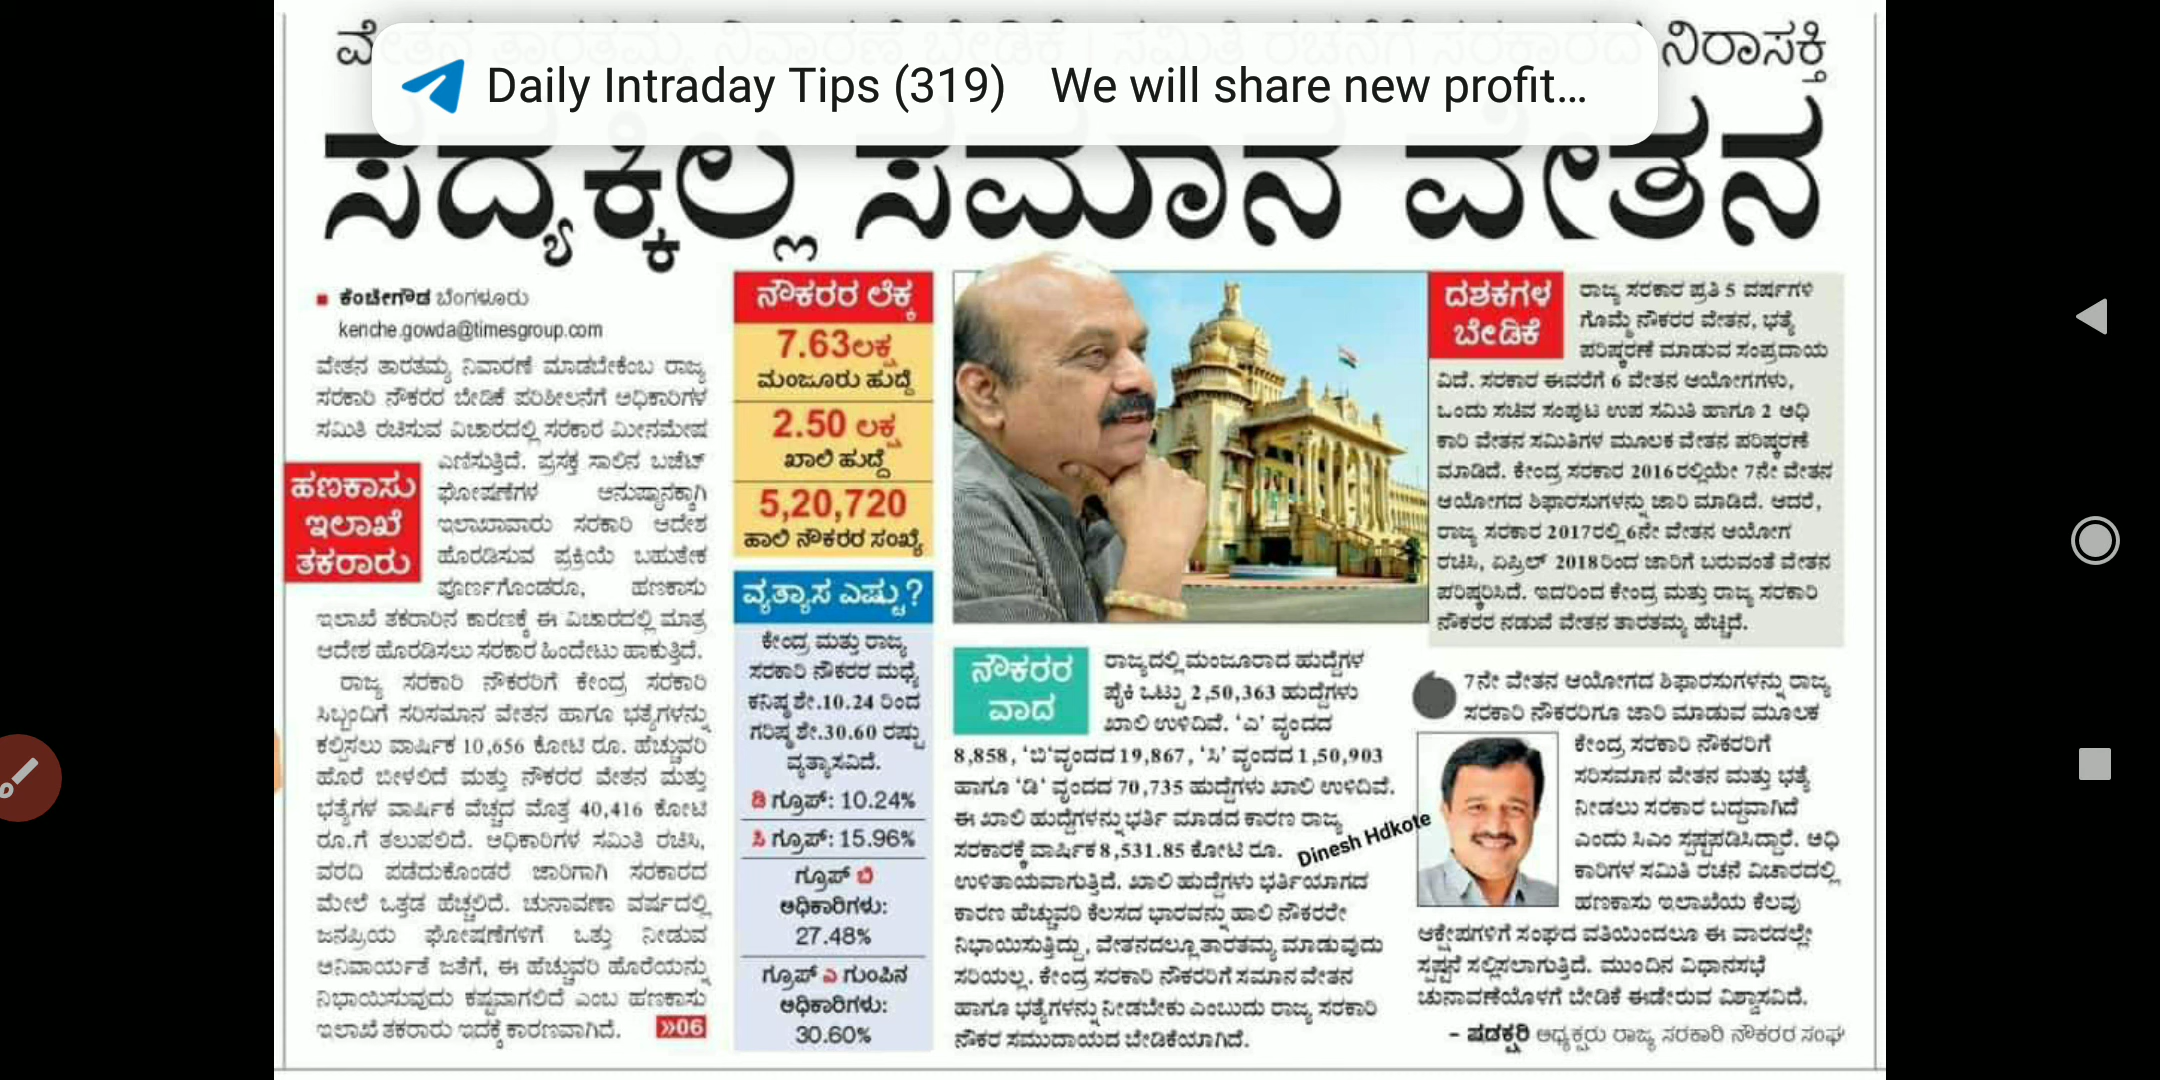 ವೇತನ ತಾರತಮ್ಯ ನಿವಾರಣೆ ಬೇಡಿಕೆ | ಸಮಿತಿ ರಚನೆಗೆ ಸರಕಾರದ ನಿರಾಸಕ್ತಿ
Daily Intraday Tips (319) We will share new profit...
ಸದ್ಯಕ್ಕಿಲ್ಲ ಸಮಾನ ವೇತನ
ಕೆಂಚೇಗೌಡ ಬೆಂಗಳೂರು
kenche.gowda@timesgroup.com
ವೇತನ ತಾರತಮ್ಯ ನಿವಾರಣೆ ಮಾಡಬೇಕೆಂಬ ರಾಜ್ಯ
ಸರಕಾರಿ ನೌಕರರ ಬೇಡಿಕೆ ಪರಿಶೀಲನೆಗೆ ಅಧಿಕಾರಿಗಳ
ಸಮಿತಿ ರಚಿಸುವ ವಿಚಾರದಲ್ಲಿ ಸರಕಾರ ಮೀನಮೇಷ
ಎಣಿಸುತ್ತಿದೆ. ಪ್ರಸಕ್ತ ಸಾಲಿನ ಬಜೆಟ್
ಘೋಷಣೆಗಳ ಅನುಷ್ಠಾನಕ್ಕಾಗಿ
ಇಲಾಖಾವಾರು ಸರಕಾರಿ ಆದೇಶ
ಹೊರಡಿಸುವ ಪ್ರಕ್ರಿಯೆ ಬಹುತೇಕ
ಪೂರ್ಣಗೊಂಡರೂ, ಹಣಕಾಸು
ಹಣಕಾಸು
ಇಲಾಖೆ
ತಕರಾರು
ಇಲಾಖೆ ತಕರಾರಿನ ಕಾರಣಕ್ಕೆ ಈ ವಿಚಾರದಲ್ಲಿ ಮಾತ್ರ
ಆದೇಶ ಹೊರಡಿಸಲು ಸರಕಾರ ಹಿಂದೇಟು ಹಾಕುತ್ತಿದೆ.
ರಾಜ್ಯ ಸರಕಾರಿ ನೌಕರರಿಗೆ ಕೇಂದ್ರ ಸರಕಾರಿ
ಸಿಬ್ಬಂದಿಗೆ ಸರಿಸಮಾನ ವೇತನ ಹಾಗೂ ಭತ್ಯೆಗಳನ್ನು
ಕಲ್ಪಿಸಲು ವಾರ್ಷಿಕ 10,656 ಕೋಟಿ ರೂ. ಹೆಚ್ಚುವರಿ
ಹೊರೆ ಬೀಳಲಿದೆ ಮತ್ತು ನೌಕರರ ವೇತನ ಮತ್ತು
ಭತ್ಯೆಗಳ ವಾರ್ಷಿಕ ವೆಚ್ಚದ ಮೊತ್ತ 40,416 ಕೋಟಿ
ರೂ.ಗೆ ತಲುಪಲಿದೆ. ಅಧಿಕಾರಿಗಳ ಸಮಿತಿ ರಚಿಸಿ,
ವರದಿ ಪಡೆದುಕೊಂಡರೆ ಜಾರಿಗಾಗಿ ಸರಕಾರದ
ಮೇಲೆ ಒತ್ತಡ ಹೆಚ್ಚಲಿದೆ. ಚುನಾವಣಾ ವರ್ಷದಲ್ಲಿ
ಜನಪ್ರಿಯ ಘೋಷಣೆಗಳಿಗೆ ಒತ್ತು ನೀಡುವ
ಅನಿವಾರ್ಯತೆ ಜತೆಗೆ, ಈ ಹೆಚ್ಚುವರಿ ಹೊರೆಯನ್ನು
ನಿಭಾಯಿಸುವುದು ಕಷ್ಟವಾಗಲಿದೆ ಎಂಬ ಹಣಕಾಸು
ಇಲಾಖೆ ತಕರಾರು ಇದಕ್ಕೆ ಕಾರಣವಾಗಿದೆ. »06
ನೌಕರರ ಲೆಕ್ಕ
7.63ಲಕ್ಷ
ಮಂಜೂರು ಹುದ್ದೆ
2.50 ಲಕ್ಷ
ಖಾಲಿ ಹುದ್ದೆ
5,20,720
ಹಾಲಿ ನೌಕರರ ಸಂಖ್ಯೆ
ವ್ಯತ್ಯಾಸ ಎಷ್ಟು?
ಕೇಂದ್ರ ಮತ್ತು ರಾಜ್ಯ
ಸರಕಾರಿ ನೌಕರರ ಮಧ್ಯೆ
ಕನಿಷ್ಠ ಶೇ.10.24 ರಿಂದ
ಗರಿಷ್ಠ ಶೇ.30.60 ರಷ್ಟು
ವ್ಯತ್ಯಾಸವಿದೆ.
ಡಿ ಗ್ರೂಪ್: 10.24%
ಸಿ ಗ್ರೂಪ್: 15.96%
ಗ್ರೂಪ್ ಬಿ
ಅಧಿಕಾರಿಗಳು:
27.48%
ಗ್ರೂಪ್ ಎ ಗುಂಪಿನ
ಅಧಿಕಾರಿಗಳು:
30.60%
ದಶಕಗಳ
ಬೇಡಿಕೆ
ರಾಜ್ಯ ಸರಕಾರ ಪ್ರತಿ 5 ವರ್ಷಗಳಿ
ಗೊಮ್ಮೆ ನೌಕರರ ವೇತನ, ಭತ್ಯೆ
ಪರಿಷ್ಕರಣೆ ಮಾಡುವ ಸಂಪ್ರದಾಯ
ವಿದೆ. ಸರಕಾರ ಈವರೆಗೆ 6 ವೇತನ ಆಯೋಗಗಳು,
ಒಂದು ಸಚಿವ ಸಂಪುಟ ಉಪ ಸಮಿತಿ ಹಾಗೂ 2 ಅಧಿ
ಕಾರಿ ವೇತನ ಸಮಿತಿಗಳ ಮೂಲಕ ವೇತನ ಪರಿಷ್ಕರಣೆ
ಮಾಡಿದೆ. ಕೇಂದ್ರ ಸರಕಾರ 2016ರಲ್ಲಿಯೇ 7ನೇ ವೇತನ
ಆಯೋಗದ ಶಿಫಾರಸುಗಳನ್ನು ಜಾರಿ ಮಾಡಿದೆ. ಆದರೆ,
ರಾಜ್ಯ ಸರಕಾರ 2017ರಲ್ಲಿ 6ನೇ ವೇತನ ಆಯೋಗ
ರಚಿಸಿ, ಏಪ್ರಿಲ್ 2018ರಿಂದ ಜಾರಿಗೆ ಬರುವಂತೆ ವೇತನ
ಪರಿಷ್ಕರಿಸಿದೆ. ಇದರಿಂದ ಕೇಂದ್ರ ಮತ್ತು ರಾಜ್ಯ ಸರಕಾರಿ
ನೌಕರರ ನಡುವೆ ವೇತನ ತಾರತಮ್ಯ ಹೆಚ್ಚಿದೆ.
ನೌಕರರ
ವಾದ
ರಾಜ್ಯದಲ್ಲಿ ಮಂಜೂರಾದ ಹುದ್ದೆಗಳ
ಪೈಕಿ ಒಟ್ಟು 2,50,363 ಹುದ್ದೆಗಳು
ಖಾಲಿ ಉಳಿದಿವೆ. 'ಎ' ವೃಂದದ
8,858, 'ಬಿ'ವೃಂದದ 19,867, 'ಸಿ' ವೃಂದದ 1,50,903
ಹಾಗೂ 'ಡಿ' ವೃಂದದ 70,735 ಹುದ್ದೆಗಳು ಖಾಲಿ ಉಳಿದಿವೆ.
ಈ ಖಾಲಿ ಹುದ್ದೆಗಳನ್ನು ಭರ್ತಿ ಮಾಡದ ಕಾರಣ ರಾಜ್ಯ
ಸರಕಾರಕ್ಕೆ ವಾರ್ಷಿಕ 8,531.85 ಕೋಟಿ ರೂ.
ಉಳಿತಾಯವಾಗುತ್ತಿದೆ. ಖಾಲಿ ಹುದ್ದೆಗಳು ಭರ್ತಿಯಾಗದ
ಕಾರಣ ಹೆಚ್ಚುವರಿ ಕೆಲಸದ ಭಾರವನ್ನು ಹಾಲಿ ನೌಕರರೇ
ನಿಭಾಯಿಸುತ್ತಿದ್ದು, ವೇತನದಲ್ಲೂ ತಾರತಮ್ಯ ಮಾಡುವುದು
ಸರಿಯಲ್ಲ. ಕೇಂದ್ರ ಸರಕಾರಿ ನೌಕರರಿಗೆ ಸಮಾನ ವೇತನ
ಹಾಗೂ ಭತ್ಯೆಗಳನ್ನು ನೀಡಬೇಕು ಎಂಬುದು ರಾಜ್ಯ ಸರಕಾರಿ
ನೌಕರ ಸಮುದಾಯದ ಬೇಡಿಕೆಯಾಗಿದೆ.
Dinesh Hdkote
7ನೇ ವೇತನ ಆಯೋಗದ ಶಿಫಾರಸುಗಳನ್ನು ರಾಜ್ಯ
ಸರಕಾರಿ ನೌಕರರಿಗೂ ಜಾರಿ ಮಾಡುವ ಮೂಲಕ
ಕೇಂದ್ರ ಸರಕಾರಿ ನೌಕರರಿಗೆ
ಸರಿಸಮಾನ ವೇತನ ಮತ್ತು ಭತ್ಯೆ
ನೀಡಲು ಸರಕಾರ ಬದ್ಧವಾಗಿದೆ
ಎಂದು ಸಿಎಂ ಸ್ಪಷ್ಟಪಡಿಸಿದ್ದಾರೆ. ಅಧಿ
ಕಾರಿಗಳ ಸಮಿತಿ ರಚನೆ ವಿಚಾರದಲ್ಲಿ
ಹಣಕಾಸು ಇಲಾಖೆಯ ಕೆಲವು
ಆಕ್ಷೇಪಗಳಿಗೆ ಸಂಘದ ವತಿಯಿಂದಲೂ ಈ ವಾರದಲ್ಲೇ
ಸ್ಪಷ್ಟನೆ ಸಲ್ಲಿಸಲಾಗುತ್ತಿದೆ. ಮುಂದಿನ ವಿಧಾನಸಭೆ
ಚುನಾವಣೆಯೊಳಗೆ ಬೇಡಿಕೆ ಈಡೇರುವ ವಿಶ್ವಾಸವಿದೆ.
– ಷಡಕ್ಷರಿ ಅಧ್ಯಕ್ಷರು ರಾಜ್ಯ ಸರಕಾರಿ ನೌಕರರ ಸಂಘ